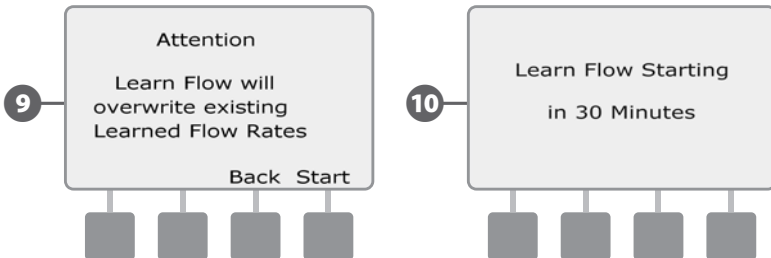 9
Attention
Learn Flow will
overwrite existing
Learned Flow Rates
Back Start
10
Learn Flow Starting
in 30 Minutes